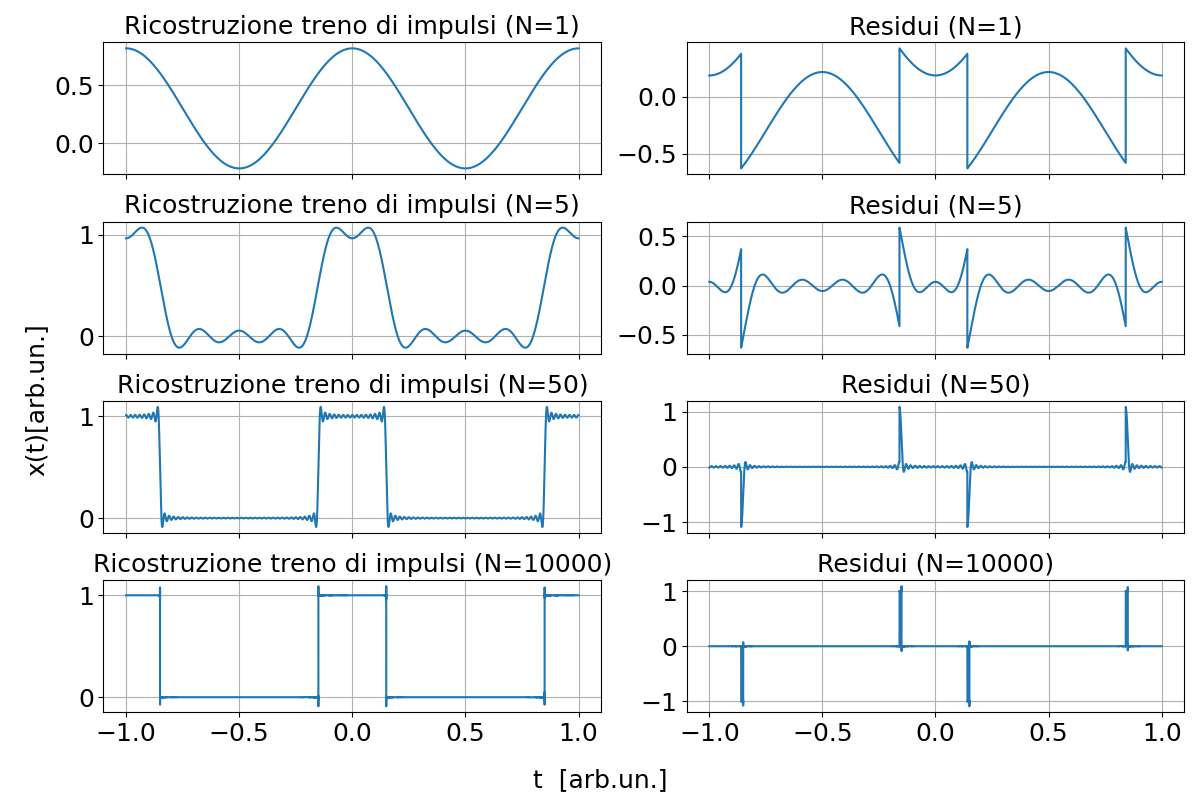 Ricostruzione treno di impulsi (N=1)
Residui (N=1)
0.5
0.0
0.0
−0.5
Ricostruzione treno di impulsi (N=5)
Residui (N=5)
1
0
0.5
0.0
−0.5
Ricostruzione treno di impulsi (N=50)
Residui (N=50)
1
0
1
0
−1
x(t)[arb.un.]
Ricostruzione treno di impulsi (N=10000)
Residui (N=10000)
1
0
1
0
−1
−1.0 −0.5 0.0 0.5 1.0
−1.0 −0.5 0.0 0.5 1.0
t [arb.un.]